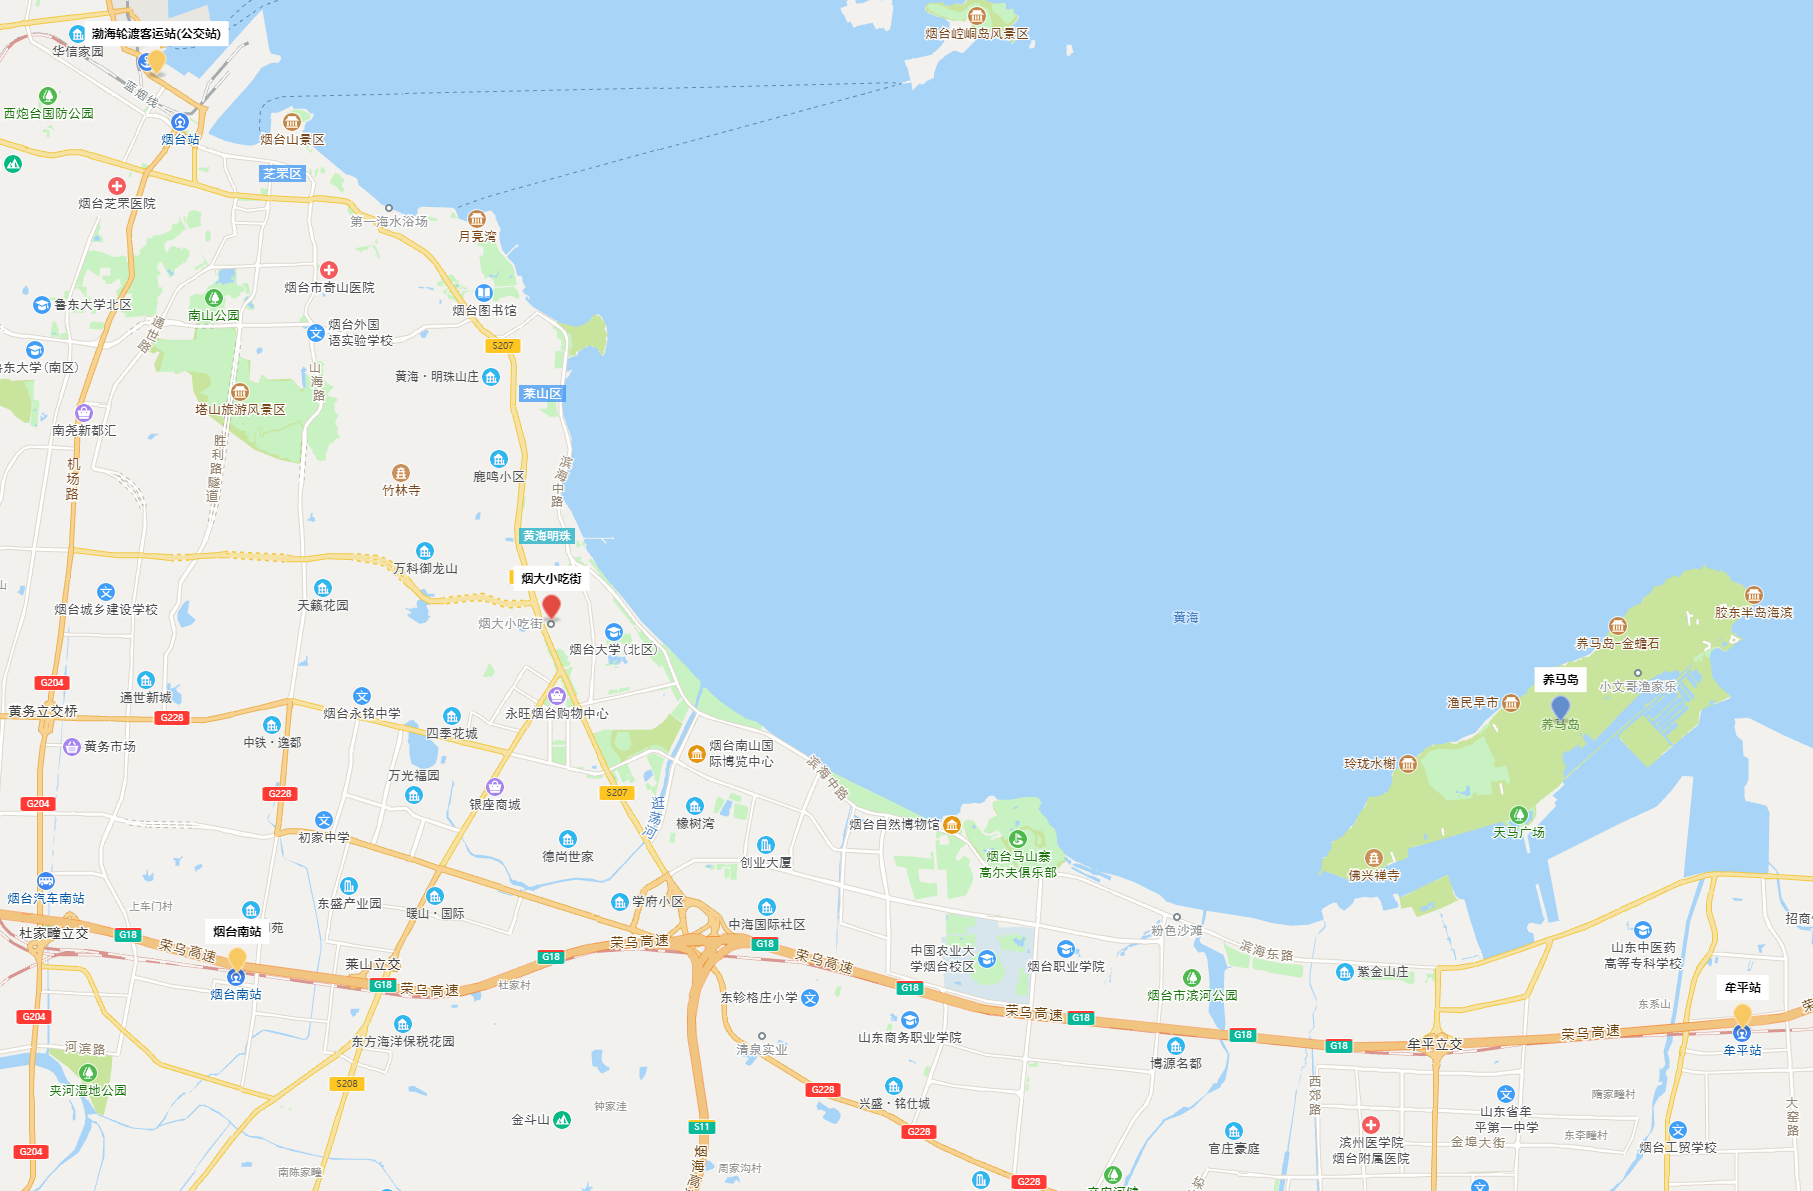 渤海轮渡客运站(公交站)
华信家园
烟台崆峒岛风景区
蓝烟线
西炮台国防公园
烟台站
烟台山景区
芝罘区
烟台芝罘医院
第一海水浴场
月亮湾
烟台市奇山医院
鲁东大学北区
南山公园
烟台图书馆
通世路
烟台外国
语实验学校
S207
东大学(南区)
山海路
黄海·明珠山庄
莱山区
塔山旅游风景区
南尧新都汇
胜利路隧道
机场路
竹林寺
鹿鸣小区
滨海中路
黄海明珠
万科御龙山
烟大小吃街
天籁花园
烟台城乡建设学校
山
烟大小吃街
烟台大学(北区)
黄海
胶东半岛海滨
养马岛-金蟾石
养马岛
小文哥渔家乐
渔民早市
养马岛
G204
通世新城
黄务立交桥
G228
烟台永铭中学
永旺烟台购物中心
四季花城
中铁·逸都
黄务市场
烟台南山国
际博览中心
滨海中路
玲珑水榭
万光福园
G204
G228
银座商城
S207
逛荡河
橡树湾
初家中学
烟台自然博物馆
天马广场
德尚世家
创业大厦
烟台马山寨
高尔夫俱乐部
佛兴禅寺
烟台汽车南站
上车门村
东盛产业园
暖山·国际
学府小区
中海国际社区
粉色沙滩
招商
烟台南站
苑
杜家疃立交
G18
荣乌高速
荣乌高速
G18
莱山立交
G18
G18
荣乌高速
荣乌高速
中国农业大
学烟台校区
烟台职业学院
滨海东路
紫金山庄
山东中医药
高等专科学校
烟台南站
杜家村
东轸格庄小学
G18
烟台市滨河公园
牟平站
东系山
G204
东方海洋保税花园
山东商务职业学院
荣乌高速
G18
G18
G18
牟平立交
荣乌高速
荣
牟平站
河滨路
清泉实业
博源名都
夹河湿地公园
S208
G228
兴盛·铭仕城
西郊路
山东省牟
平第一中学
隋家疃村
大窑路
钟家洼
金斗山
S11
G228
官庄豪庭
滨州医学院
烟台附属医院
金埠大街
东李疃村
烟台工贸学校
G204
南陈家疃
烟海高
周家沟村
G228